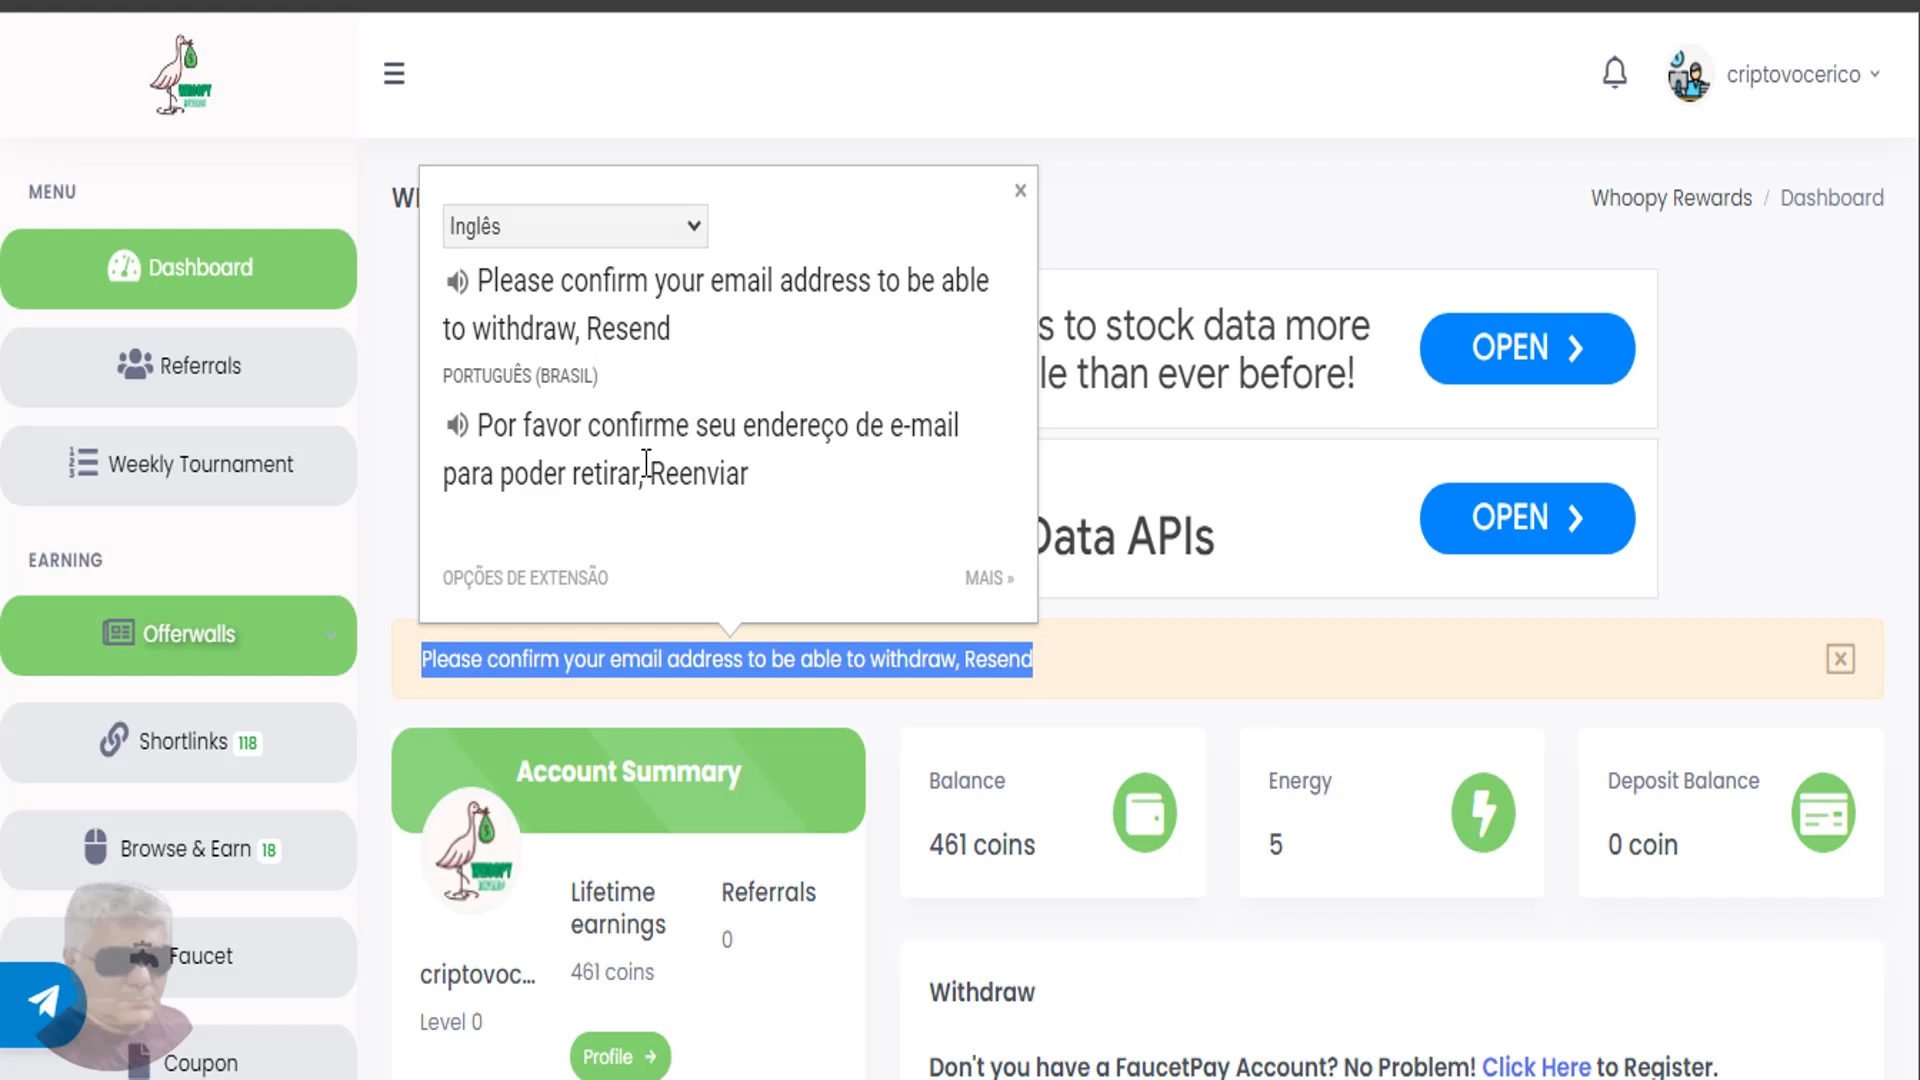 WHOOPY
criptovocerico
MENU
Dashboard
Referrals
Weekly Tournament
EARNING
Offerwalls
Shortlinks 118
Browse & Earn 18
Faucet
Coupon
Whoopy Rewards / Dashboard
Inglês
Please confirm your email address to be able
to withdraw, Resend
PORTUGUÊS (BRASIL)
Por favor confirme seu endereço de e-mail
para poder retirar, Reenviar
OPÇÕES DE EXTENSÃO
MAIS »
s to stock data more
le than ever before!
OPEN
Data APIs
OPEN
Please confirm your email address to be able to withdraw, Resend
Account Summary
WHOOPY
criptovoc...
Level 0
Lifetime
earnings
461 coins
Referrals
0
Profile
Balance
461 coins
Energy
5
Deposit Balance
0 coin
Withdraw
Don't you have a FaucetPay Account? No Problem! Click Here to Register.